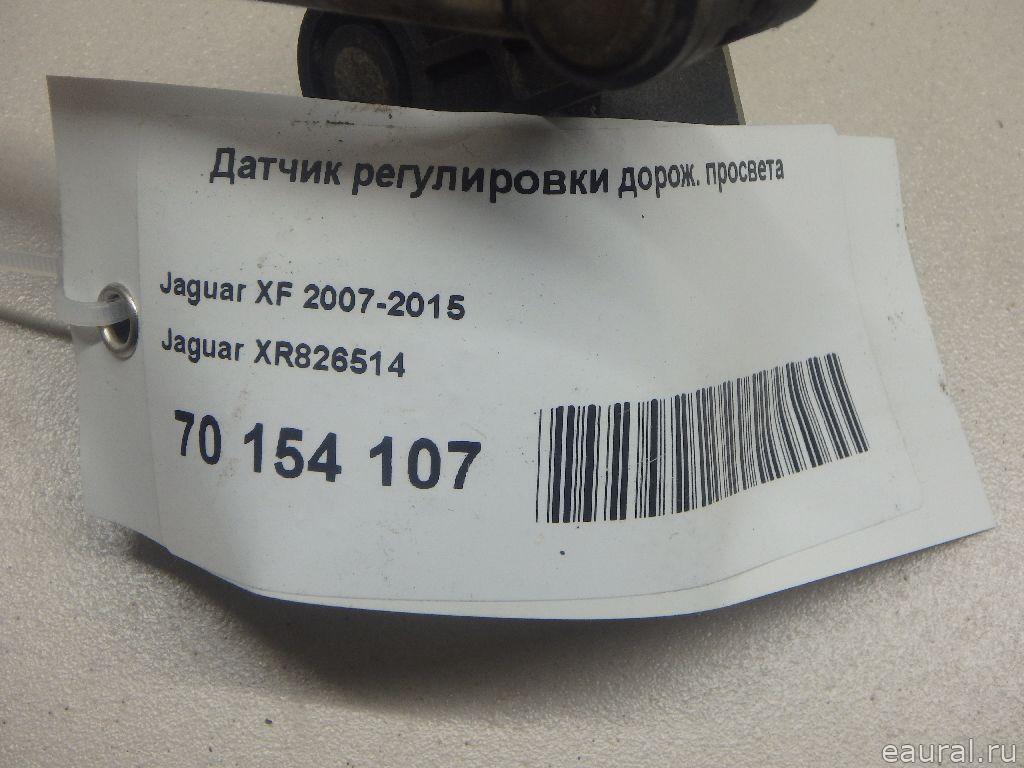 Датчик регулировки дорож. просвета
Jaguar XF 2007-2015
Jaguar XR826514
70 154 107
eaural.ru